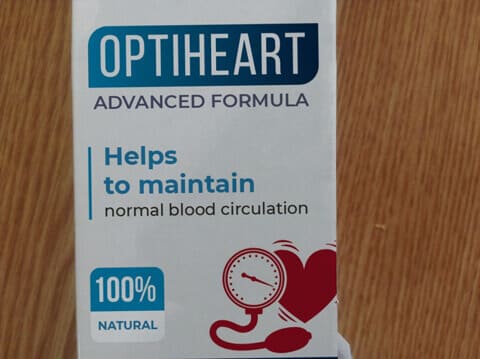 OPTIHEART
ADVANCED FORMULA
Helps
to maintain
normal blood circulation
100%
NATURAL